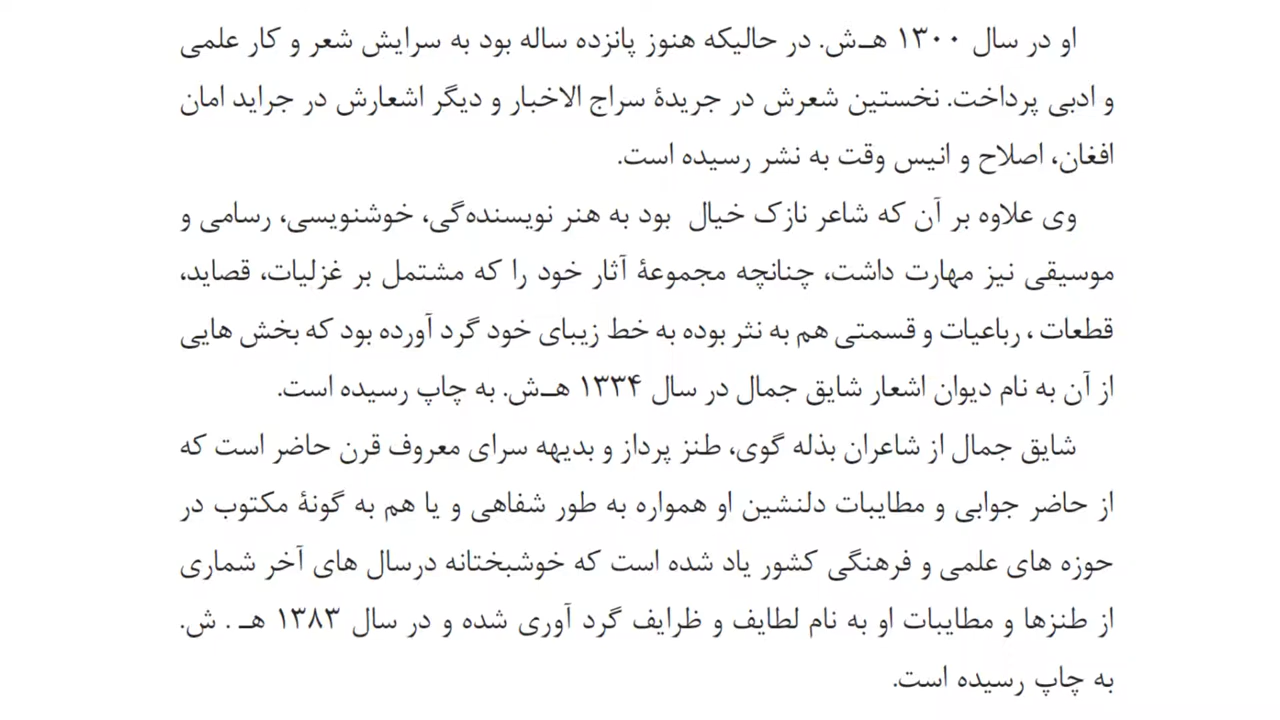 او در سال ۱۳۰۰ هـ‌ش. در حالیکه هنوز پانزده ساله بود به سرایش شعر و کار علمی
و ادبی پرداخت. نخستین شعرش در جریدهٔ سراج الاخبار و دیگر اشعارش در جراید امان
افغان، اصلاح و انیس وقت به نشر رسیده است.
وی علاوه بر آن که شاعر نازک خیال بود به هنر نویسنده‌گی، خوشنویسی، رسامی و
موسیقی نیز مهارت داشت، چنانچه مجموعهٔ آثار خود را که مشتمل بر غزلیات، قصاید،
قطعات ، رباعیات و قسمتی هم به نثر بوده به خط زیبای خود گرد آورده بود که بخش هایی
از آن به نام دیوان اشعار شایق جمال در سال ۱۳۳۴ هـ‌ش. به چاپ رسیده است.
شایق جمال از شاعران بذله گوی، طنز پرداز و بدیهه سرای معروف قرن حاضر است که
از حاضر جوابی و مطایبات دلنشین او همواره به طور شفاهی و یا هم به گونهٔ مکتوب در
حوزه های علمی و فرهنگی کشور یاد شده است که خوشبختانه درسال های آخر شماری
از طنزها و مطایبات او به نام لطایف و ظرایف گرد آوری شده و در سال ۱۳۸۳ هـ . ش.
به چاپ رسیده است.